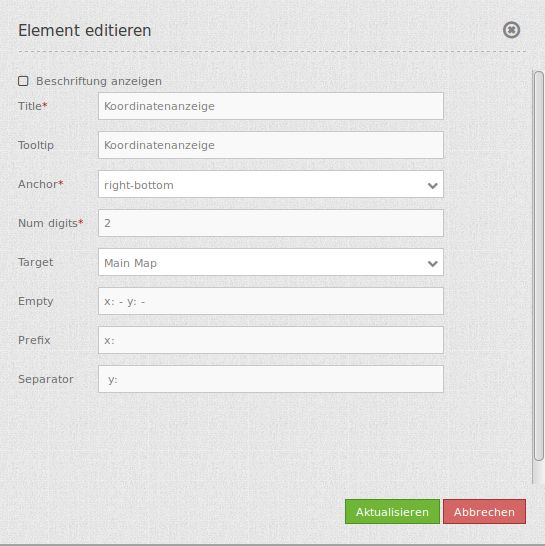 Element editieren
Beschriftung anzeigen
Title* Koordinatenanzeige
Tooltip Koordinatenanzeige
Anchor* right-bottom
Num digits* 2
Target Main Map
Empty x: - y: -
Prefix x:
Separator y:
Aktualisieren Abbrechen